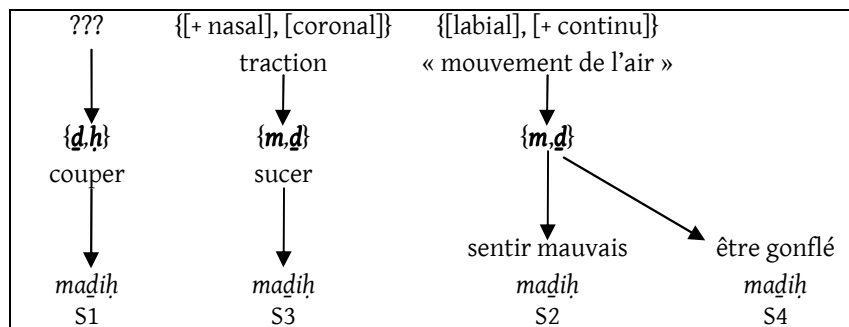 ??? {[+ nasal], [coronal]} {[labial], [+ continu]}
traction « mouvement de l’air »
{ḏ,ḥ} {m,ḏ} {m,ḏ}
couper sucer
sentir mauvais être gonflé
maḏiḥ maḏiḥ maḏiḥ maḏiḥ
S1 S3 S2 S4